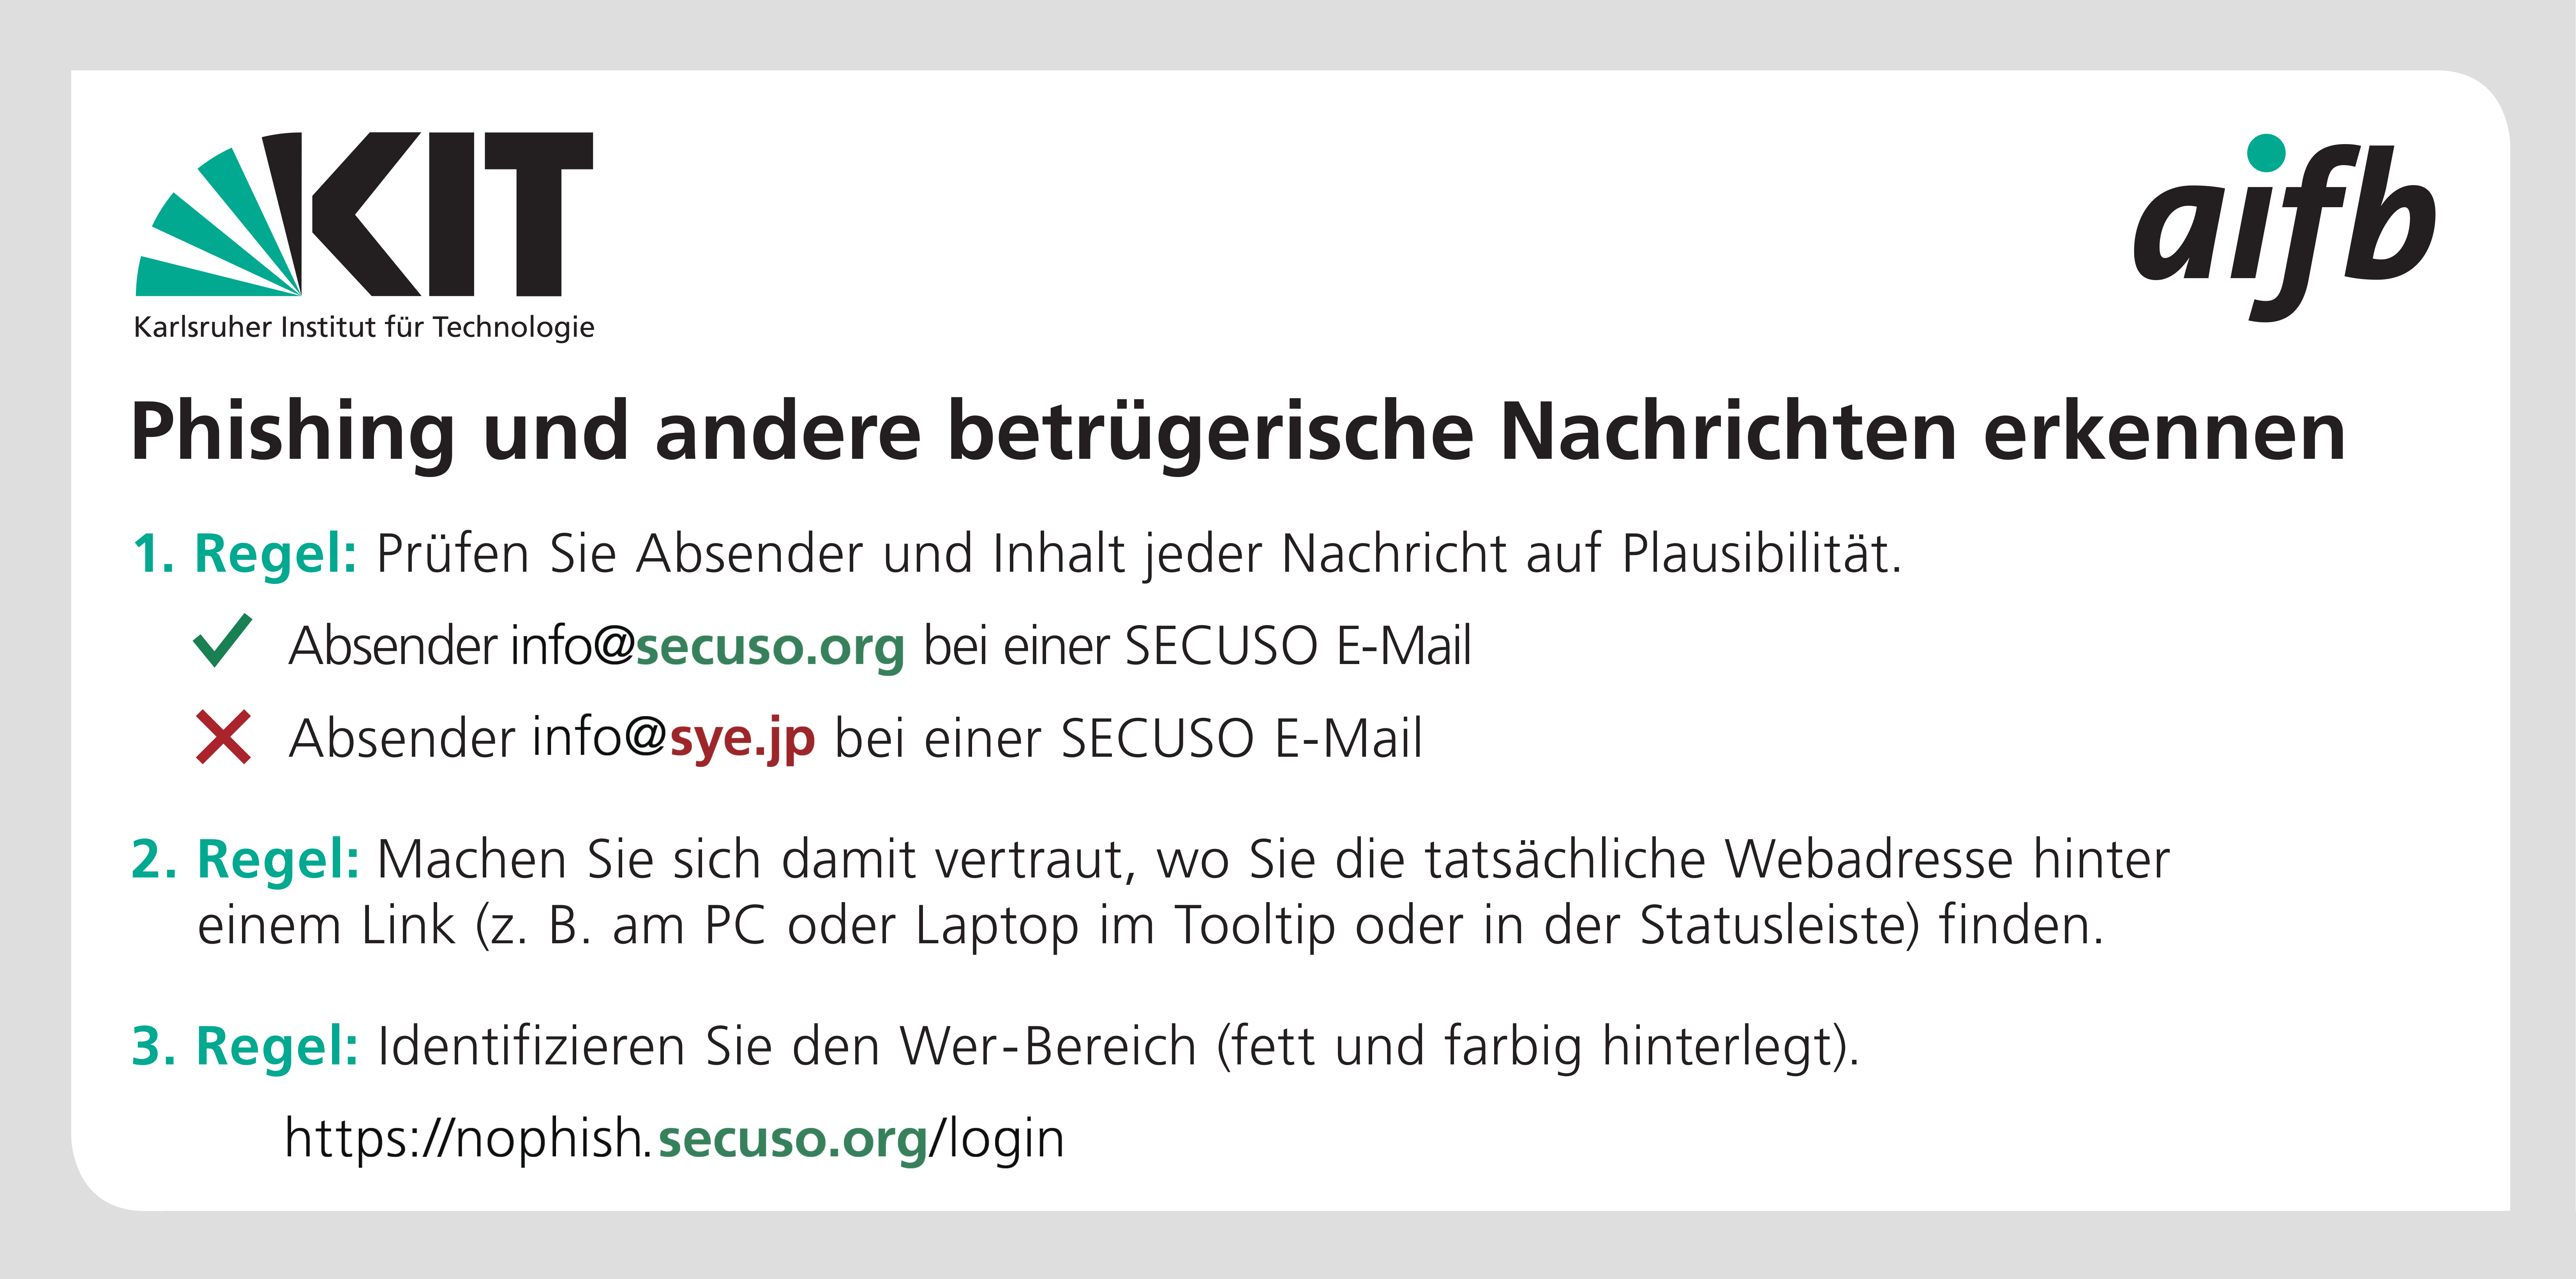 KIT
Karlsruher Institut für Technologie
aifb
Phishing und andere betrügerische Nachrichten erkennen
1. Regel: Prüfen Sie Absender und Inhalt jeder Nachricht auf Plausibilität.
Absender info@secuso.org bei einer SECUSO E-Mail
Absender info@sye.jp bei einer SECUSO E-Mail
2. Regel: Machen Sie sich damit vertraut, wo Sie die tatsächliche Webadresse hinter
einem Link (z. B. am PC oder Laptop im Tooltip oder in der Statusleiste) finden.
3. Regel: Identifizieren Sie den Wer-Bereich (fett und farbig hinterlegt).
https://nophish.secuso.org/login